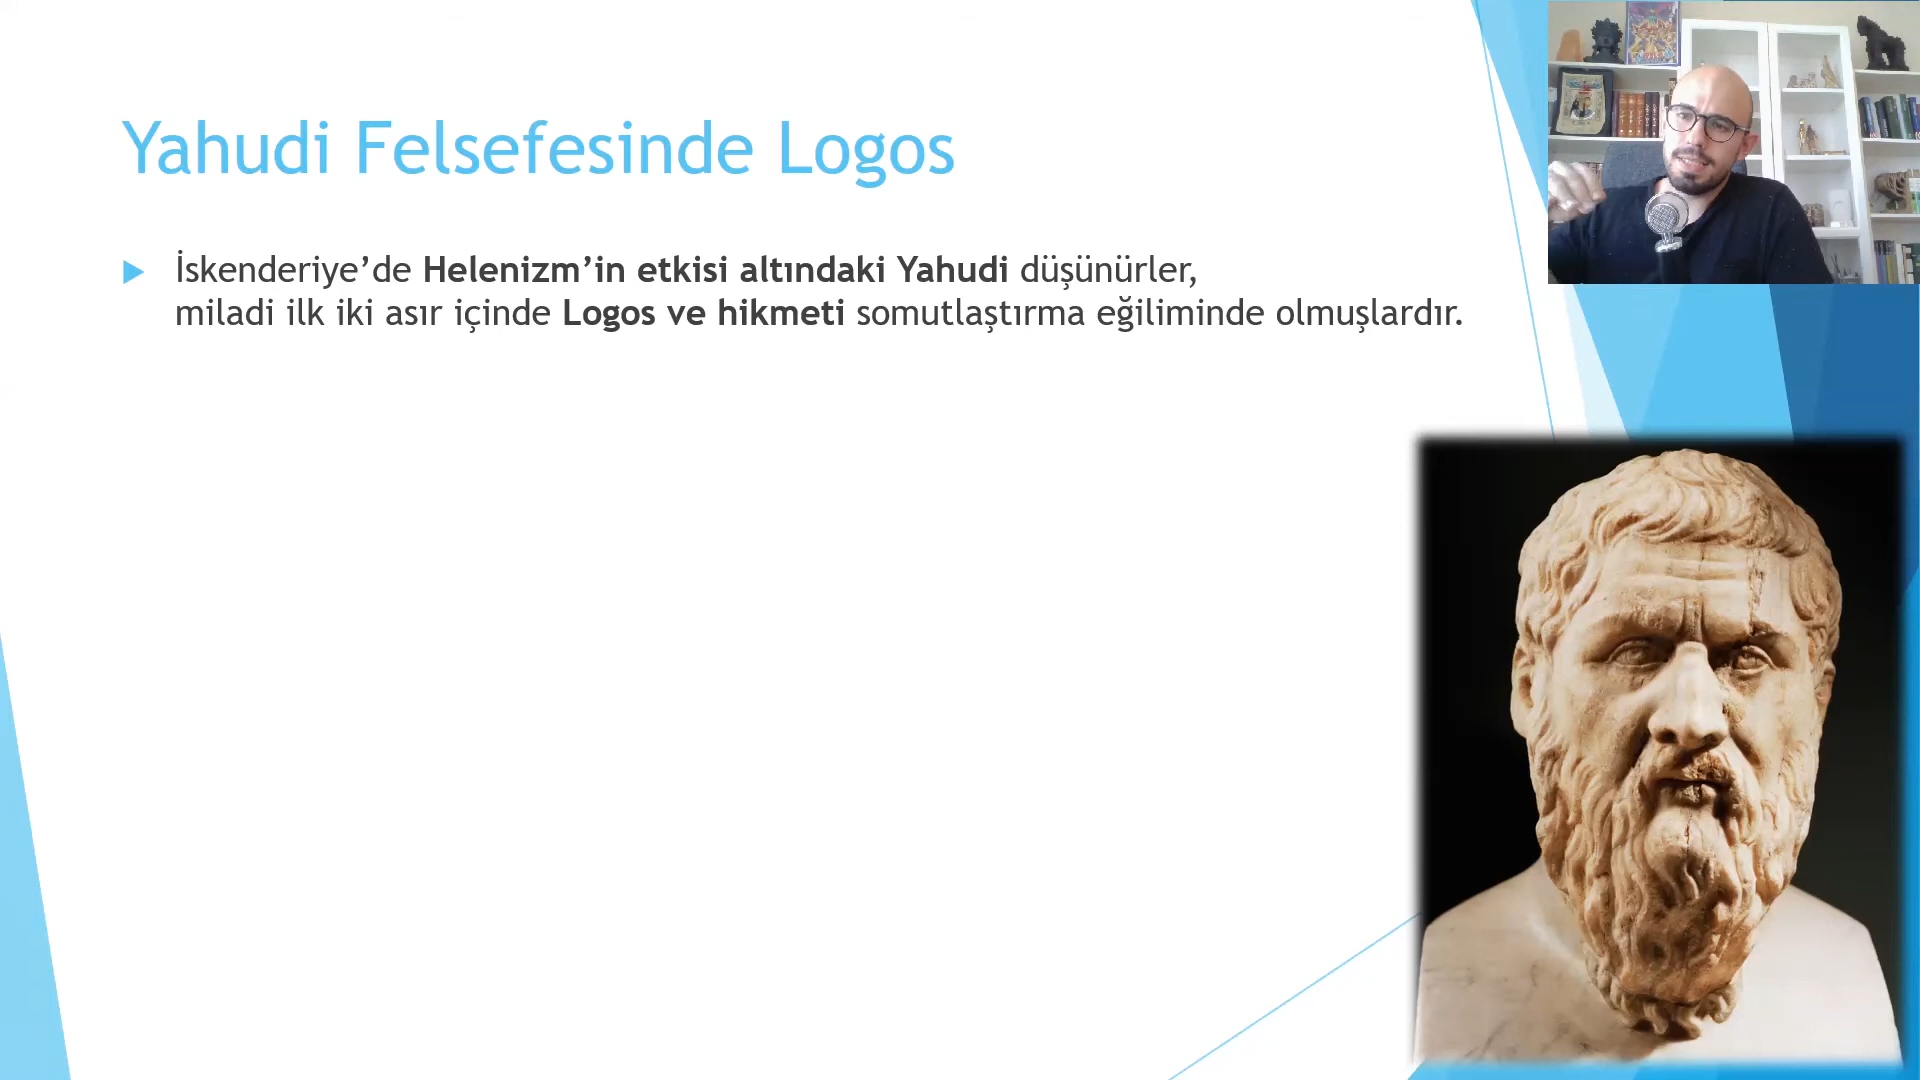 Yahudi Felsefesinde Logos
İskenderiye’de Helenizm’in etkisi altındaki Yahudi düşünürler,
miladi ilk iki asır içinde Logos ve hikmeti somutlaştırma eğiliminde olmuşlardır.